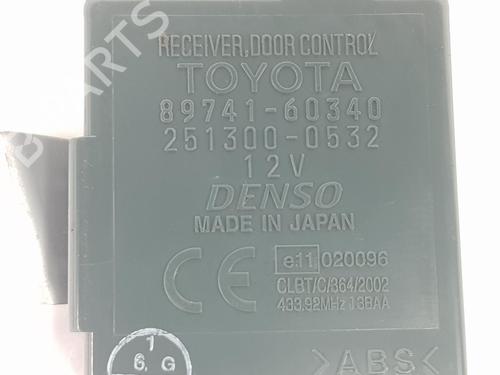 RECEIVER,DOOR CONTROL
TOYOTA
89741-60340
251300-0532
12V
DENSO
MADE IN JAPAN
CE
e11 020096
CLBT/C/364/2002
433.92MHz 13BAA
1
6. G
>ABS<
PARTS